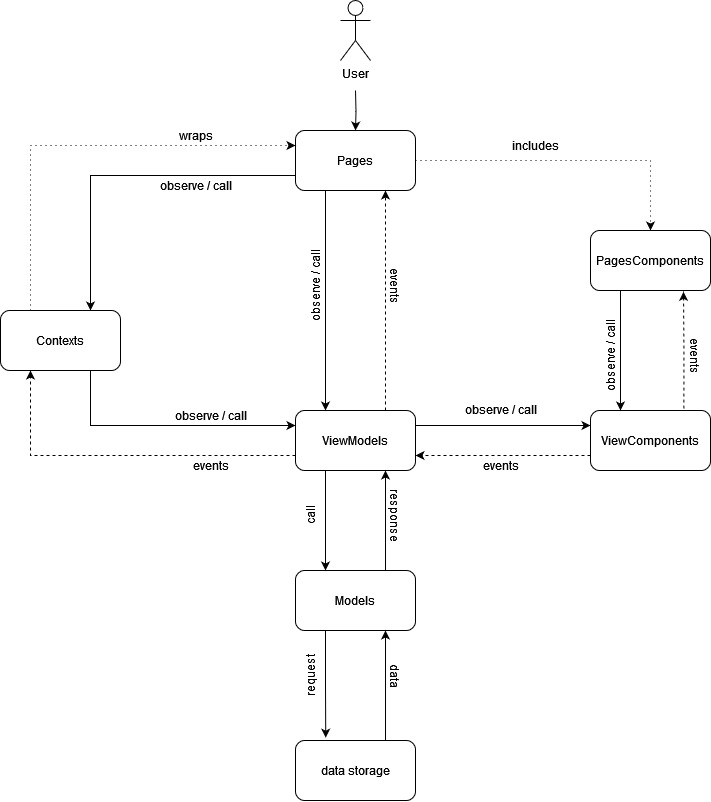 User
wraps
Pages
includes
observe / call
observe / call
events
PagesComponents
Contexts
observe / call
events
observe / call
observe / call
ViewModels
ViewComponents
events
events
call
response
Models
request
data
data storage